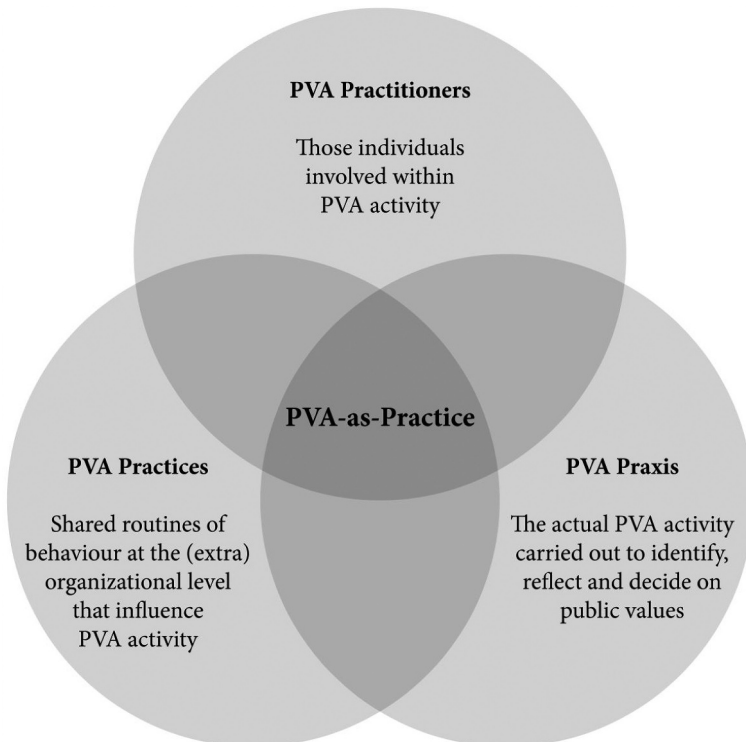 PVA Practitioners
Those individuals
involved within
PVA activity
PVA-as-Practice
PVA Practices
Shared routines of
behaviour at the (extra)
organizational level
that influence
PVA activity
PVA Praxis
The actual PVA activity
carried out to identify,
reflect and decide on
public values